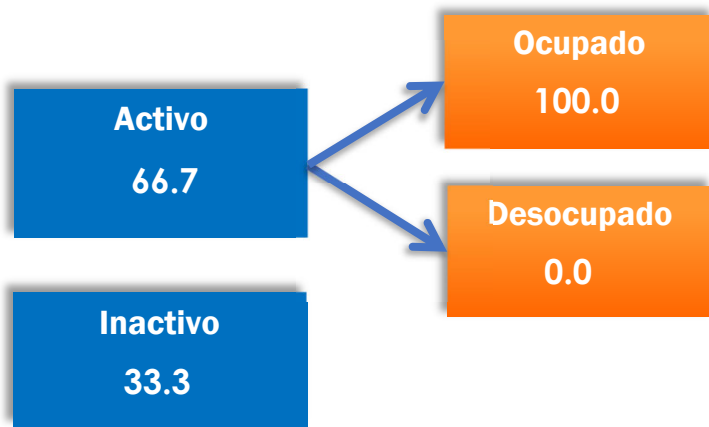 Activo
66.7
Ocupado
100.0
Desocupado
0.0
Inactivo
33.3